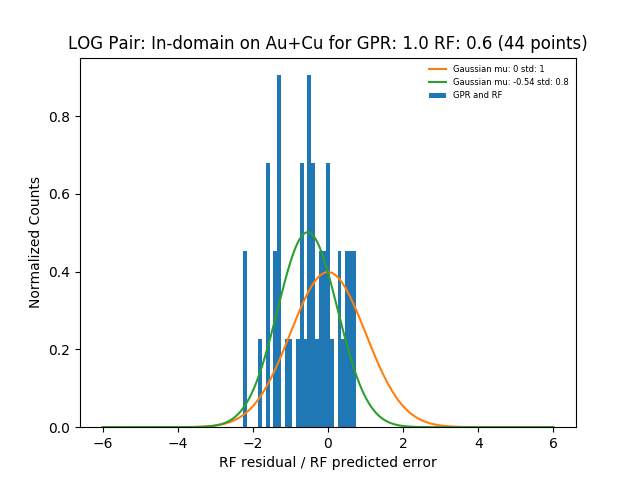 LOG Pair: In-domain on Au+Cu for GPR: 1.0 RF: 0.6 (44 points)
Gaussian mu: 0 std: 1
Gaussian mu: -0.54 std: 0.8
GPR and RF
Normalized Counts
0.8
0.6
0.4
0.2
0.0
−6 −4 −2 0 2 4 6
RF residual / RF predicted error